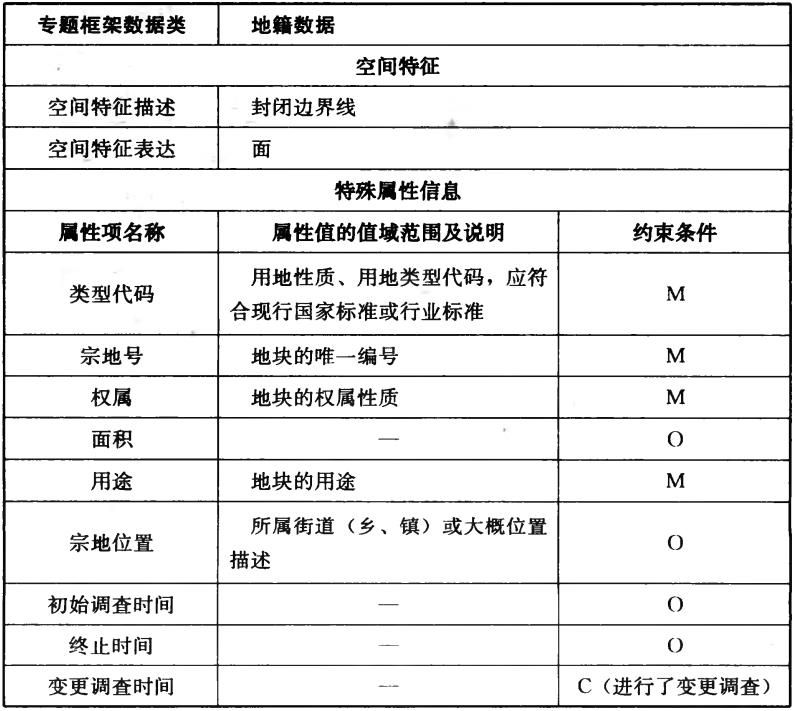 专题框架数据类 地籍数据
空间特征
空间特征描述 封闭边界线
空间特征表达 面
特殊属性信息
属性项名称 属性值的值域范围及说明 约束条件
类型代码 用地性质、用地类型代码，应符
合现行国家标准或行业标准 M
宗地号 地块的唯一编号 M
权属 地块的权属性质 M
面积 — O
用途 地块的用途 M
宗地位置 所属街道（乡、镇）或大概位置
描述 O
初始调查时间 — O
终止时间 — O
变更调查时间 — C（进行了变更调查）